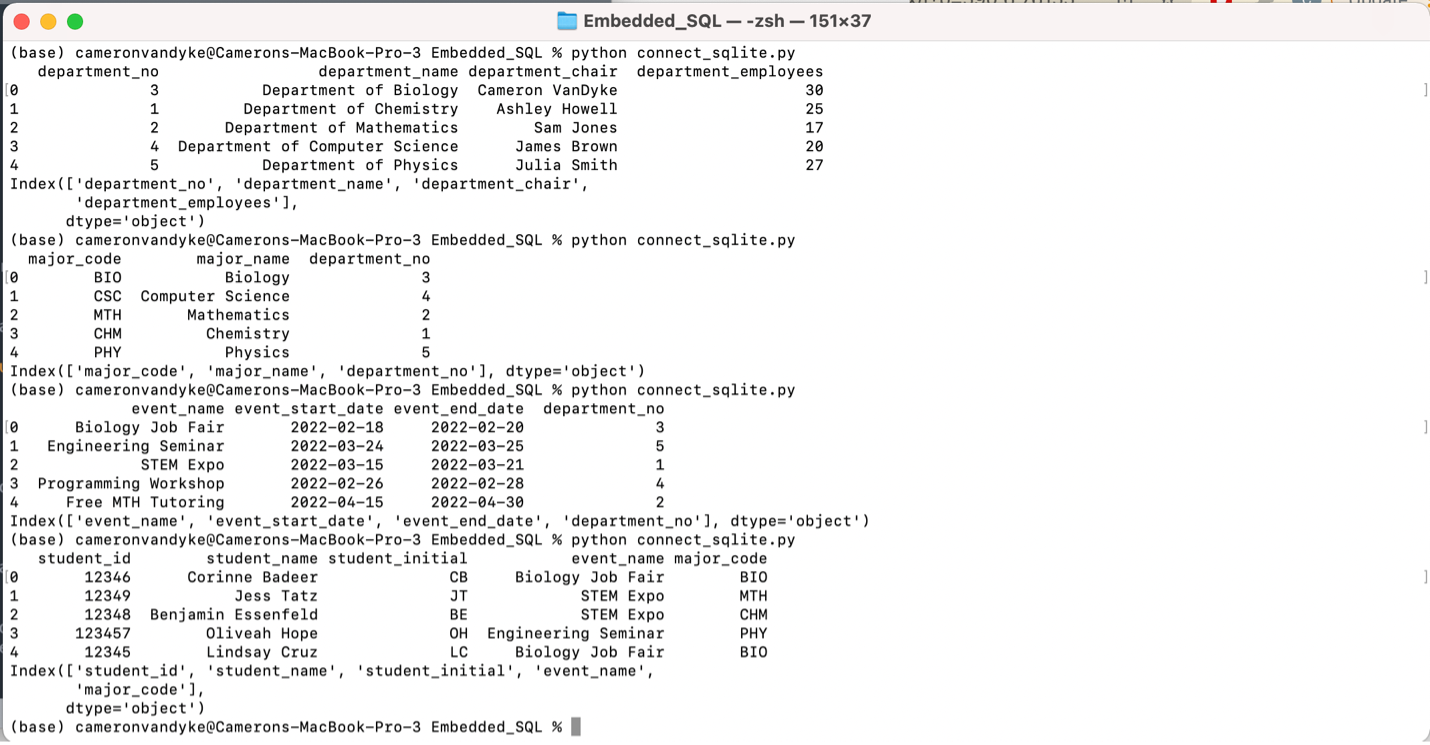 Embedded_SQL — -zsh — 151×37
(base) cameronvandyke@Camerons-MacBook-Pro-3 Embedded_SQL % python connect_sqlite.py
   department_no                 department_name department_chair  department_employees
[0              3           Department of Biology  Cameron VanDyke                    30 ]
1              1         Department of Chemistry    Ashley Howell                    25
2              2       Department of Mathematics        Sam Jones                    17
3              4  Department of Computer Science      James Brown                    20
4              5           Department of Physics      Julia Smith                    27
Index(['department_no', 'department_name', 'department_chair',
       'department_employees'],
      dtype='object')
(base) cameronvandyke@Camerons-MacBook-Pro-3 Embedded_SQL % python connect_sqlite.py
  major_code        major_name  department_no
[0        BIO           Biology              3 ]
1        CSC  Computer Science              4
2        MTH       Mathematics              2
3        CHM         Chemistry              1
4        PHY           Physics              5
Index(['major_code', 'major_name', 'department_no'], dtype='object')
(base) cameronvandyke@Camerons-MacBook-Pro-3 Embedded_SQL % python connect_sqlite.py
             event_name event_start_date event_end_date  department_no
[0      Biology Job Fair       2022-02-18     2022-02-20              3 ]
1   Engineering Seminar       2022-03-24     2022-03-25              5
2             STEM Expo       2022-03-15     2022-03-21              1
3  Programming Workshop       2022-02-26     2022-02-28              4
4     Free MTH Tutoring       2022-04-15     2022-04-30              2
Index(['event_name', 'event_start_date', 'event_end_date', 'department_no'], dtype='object')
(base) cameronvandyke@Camerons-MacBook-Pro-3 Embedded_SQL % python connect_sqlite.py
   student_id        student_name student_initial           event_name major_code
[0       12346      Corinne Badeer              CB     Biology Job Fair        BIO ]
1       12349           Jess Tatz              JT            STEM Expo        MTH
2       12348  Benjamin Essenfeld              BE            STEM Expo        CHM
3      123457        Oliveah Hope              OH  Engineering Seminar        PHY
4       12345        Lindsay Cruz              LC     Biology Job Fair        BIO
Index(['student_id', 'student_name', 'student_initial', 'event_name',
       'major_code'],
      dtype='object')
(base) cameronvandyke@Camerons-MacBook-Pro-3 Embedded_SQL %